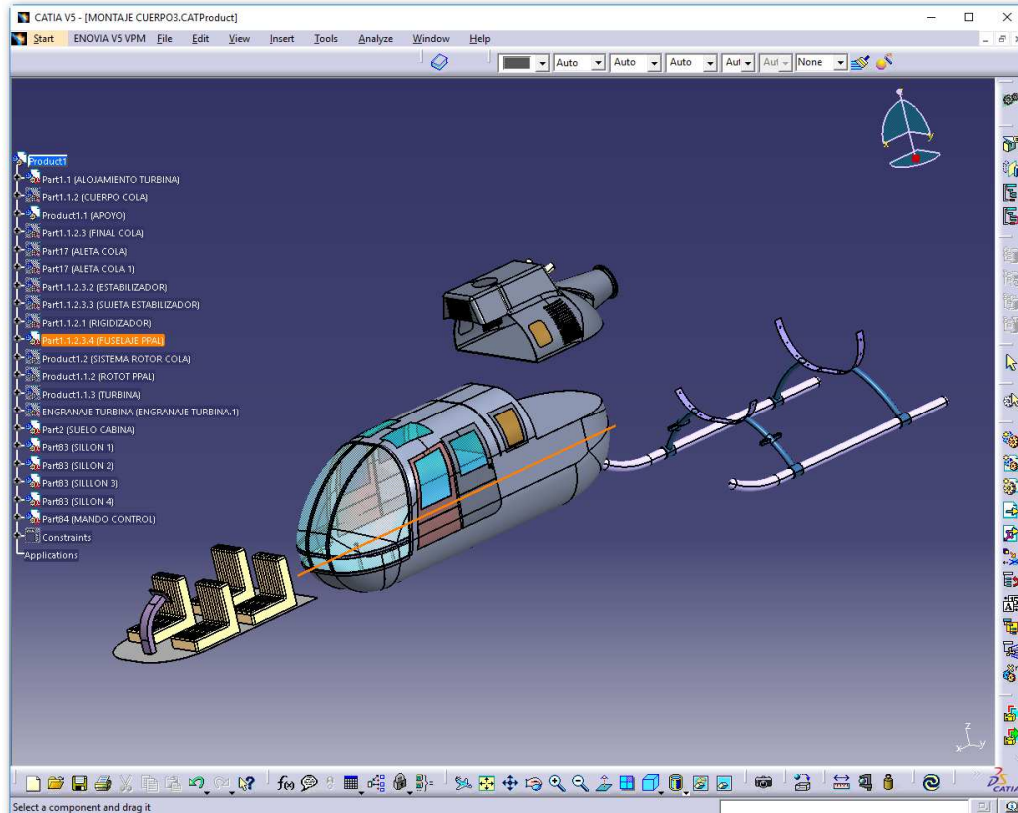 CATIA V5 - [MONTAJE CUERPO3.CATProduct]
Start ENOVIA V5 VPM File Edit View Insert Tools Analyze Window Help
Auto Auto Auto Aut Aut None
Product1
Part1.1 (ALOJAMIENTO TURBINA)
Part1.1.2 (CUERPO COLA)
Product1.1 (APOYO)
Part1.1.2.3 (FINAL COLA)
Part17 (ALETA COLA)
Part17 (ALETA COLA 1)
Part1.1.2.3.2 (ESTABILIZADOR)
Part1.1.2.3.3 (SUJETA ESTABILIZADOR)
Part1.1.2.1 (RIGIDIZADOR)
Part1.1.2.3.4 (FUSELAJE PPAL)
Product1.2 (SISTEMA ROTOR COLA)
Product1.1.2 (ROTOT PPAL)
Product1.1.3 (TURBINA)
ENGRANAJE TURBINA (ENGRANAJE TURBINA.1)
Part2 (SUELO CABINA)
Part83 (SILLON 1)
Part83 (SILLON 2)
Part83 (SILLLON 3)
Part83 (SILLON 4)
Part84 (MANDO CONTROL)
Constraints
Applications
z
x y
f(x)
CATIA
Select a component and drag it